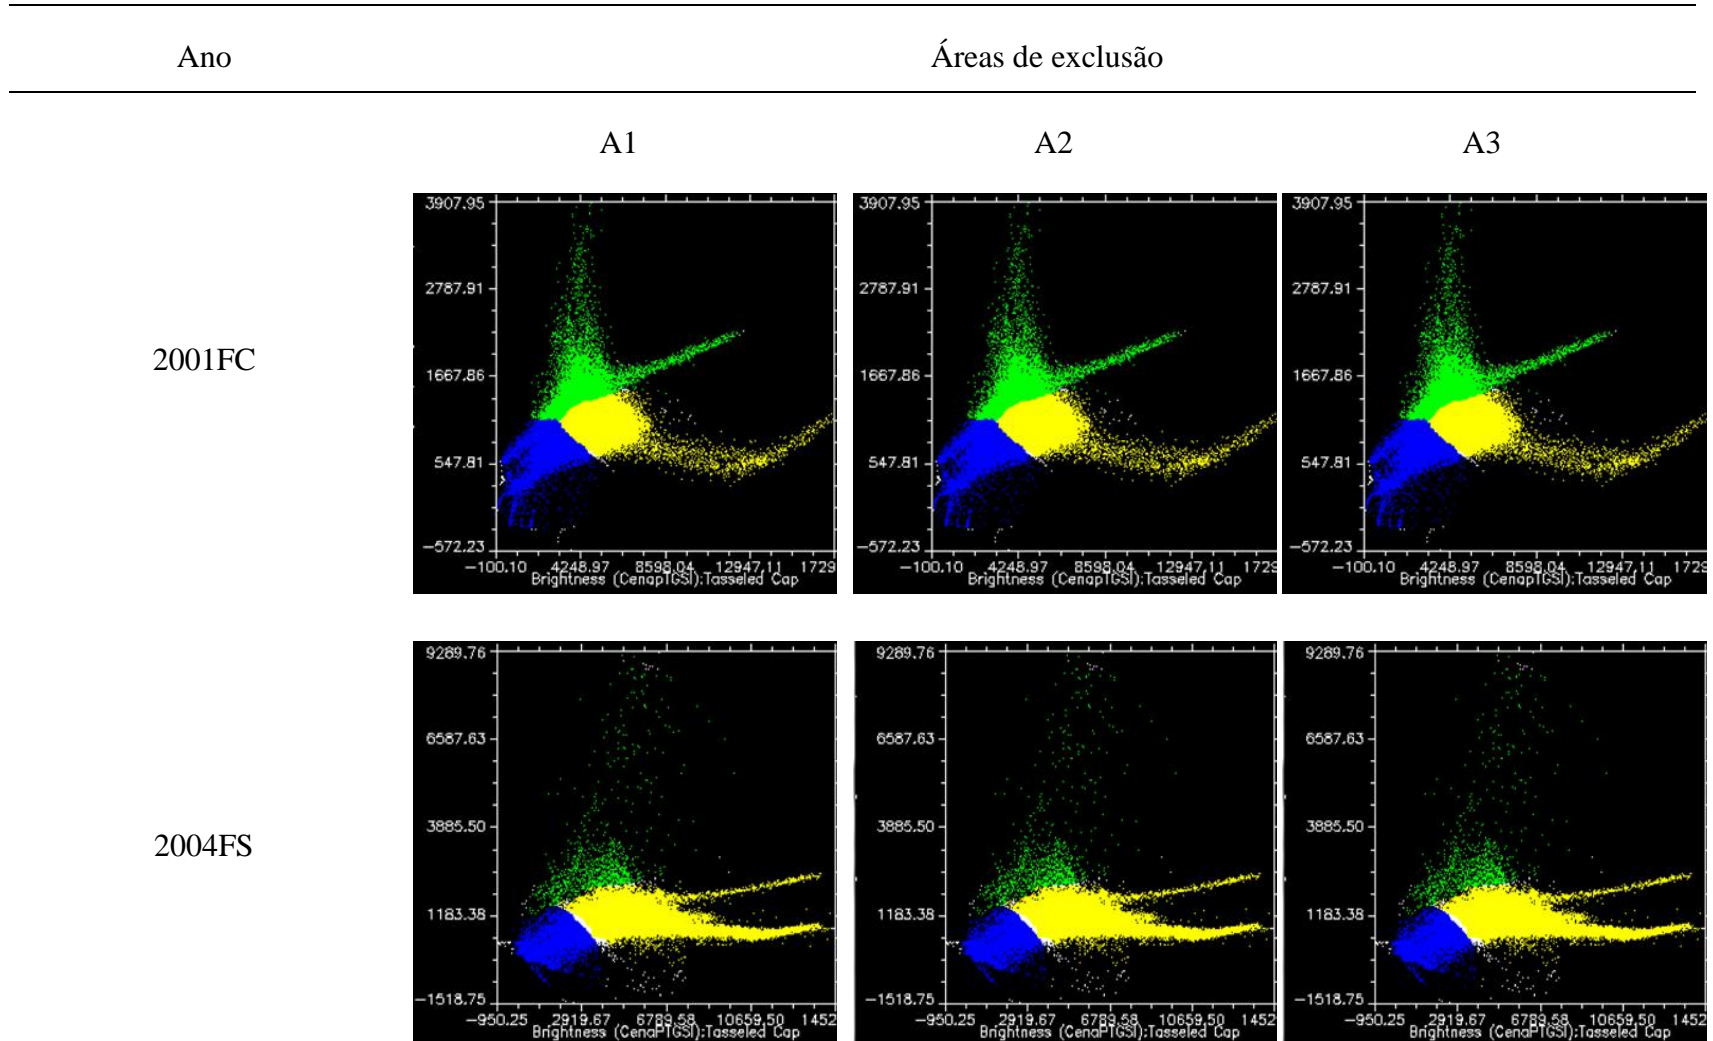 Ano Áreas de exclusão
A1 A2 A3
2001FC
3907.95 3907.95 3907.95
2787.91 2787.91 2787.91
1667.86 1667.86 1667.86
547.81 547.81 547.81
−572.23 −572.23 −572.23
−100.10 4248.97 8598.04 12947.11 1729 −100.10 4248.97 8598.04 12947.11 1729 −100.10 4248.97 8598.04 12947.11 1729
Brightness (CenapTGSI):Tasseled Cap Brightness (CenapTGSI):Tasseled Cap Brightness (CenapTGSI):Tasseled Cap
2004FS
9289.76 9289.76 9289.76
6587.63 6587.63 6587.63
3885.50 3885.50 3885.50
1183.38 1183.38 1183.38
−1518.75 −1518.75 −1518.75
−950.25 2919.67 6789.58 10659.50 1452 −950.25 2919.67 6789.58 10659.50 1452 −950.25 2919.67 6789.58 10659.50 1452
Brightness (CenaPTGSI):Tasseled Cap Brightness (CenaPTGSI):Tasseled Cap Brightness (CenaPTGSI):Tasseled Cap